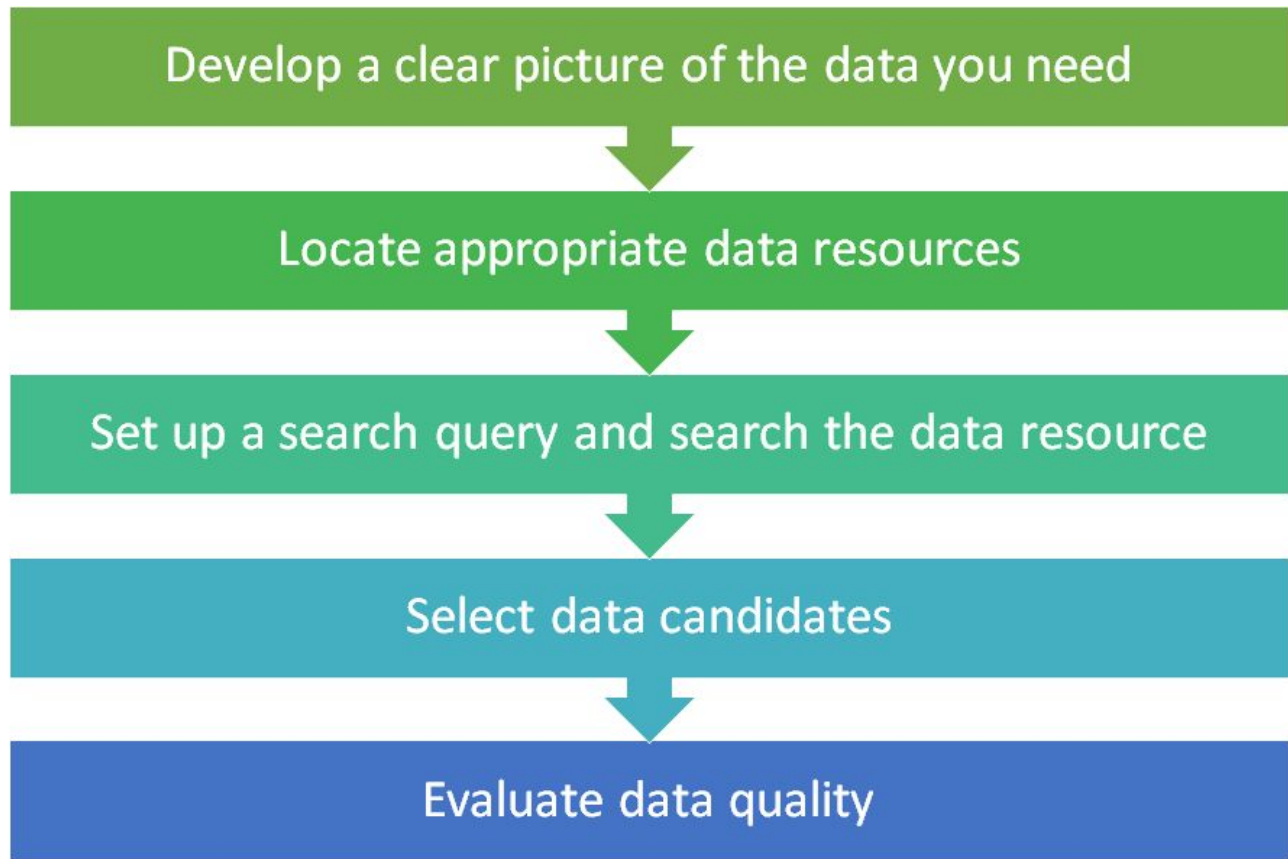 Develop a clear picture of the data you need
Locate appropriate data resources
Set up a search query and search the data resource
Select data candidates
Evaluate data quality